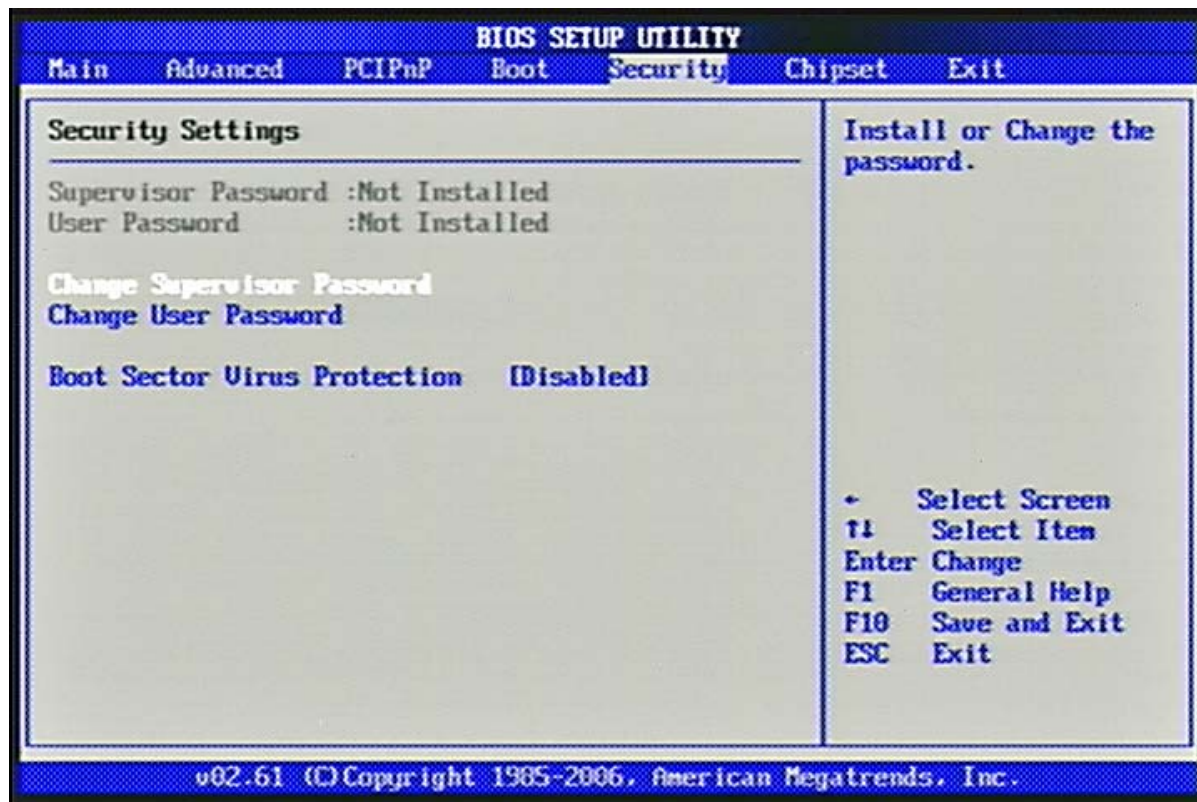 BIOS SETUP UTILITY
Main Advanced PCIPnP Boot Security Chipset Exit
Security Settings
Supervisor Password :Not Installed
User Password :Not Installed
Change Supervisor Password
Change User Password
Boot Sector Virus Protection [Disabled]
Install or Change the
password.
← Select Screen
↑↓ Select Item
Enter Change
F1 General Help
F10 Save and Exit
ESC Exit
v02.61 (C)Copyright 1985-2006, American Megatrends, Inc.